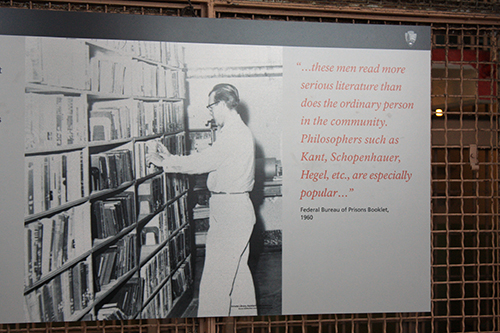 “...these men read more
serious literature than
does the ordinary person
in the community.
Philosophers such as
Kant, Schopenhauer,
Hegel, etc., are especially
popular...”
Federal Bureau of Prisons Booklet,
1960